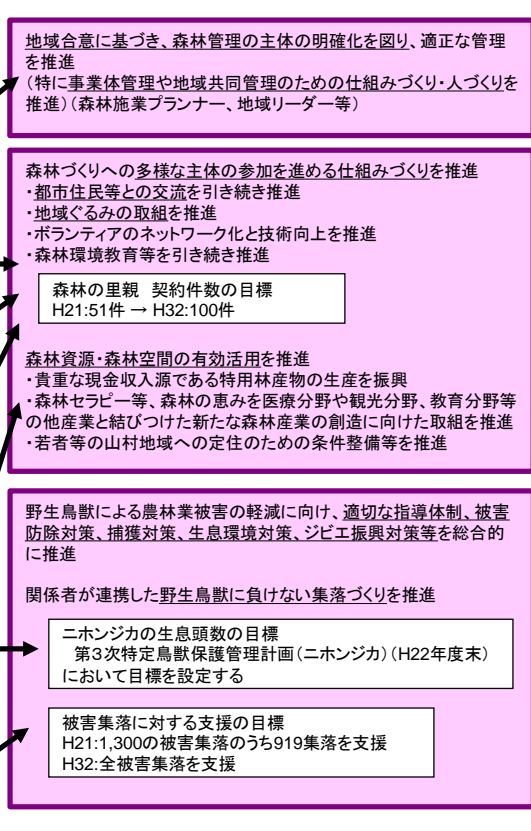 地域合意に基づき、森林管理の主体の明確化を図り、適正な管理
を推進
（特に事業体管理や地域共同管理のための仕組みづくり・人づくりを
推進）（森林施業プランナー、地域リーダー等）
森林づくりへの多様な主体の参加を進める仕組みづくりを推進
・都市住民等との交流を引き続き推進
・地域ぐるみの取組を推進
・ボランティアのネットワーク化と技術向上を推進
・森林環境教育等を引き続き推進
森林の里親　契約件数の目標
H21:51件 → H32:100件
森林資源・森林空間の有効活用を推進
・貴重な現金収入源である特用林産物の生産を振興
・森林セラピー等、森林の恵みを医療分野や観光分野、教育分野等
の他産業と結びつけた新たな森林産業の創造に向けた取組を推進
・若者等の山村地域への定住のための条件整備等を推進
野生鳥獣による農林業被害の軽減に向け、適切な指導体制、被害
防除対策、捕獲対策、生息環境対策、ジビエ振興対策等を総合的
に推進
関係者が連携した野生鳥獣に負けない集落づくりを推進
ニホンジカの生息頭数の目標
第３次特定鳥獣保護管理計画（ニホンジカ）（H22年度末）
において目標を設定する
被害集落に対する支援の目標
H21:1,300の被害集落のうち919集落を支援
H32:全被害集落を支援